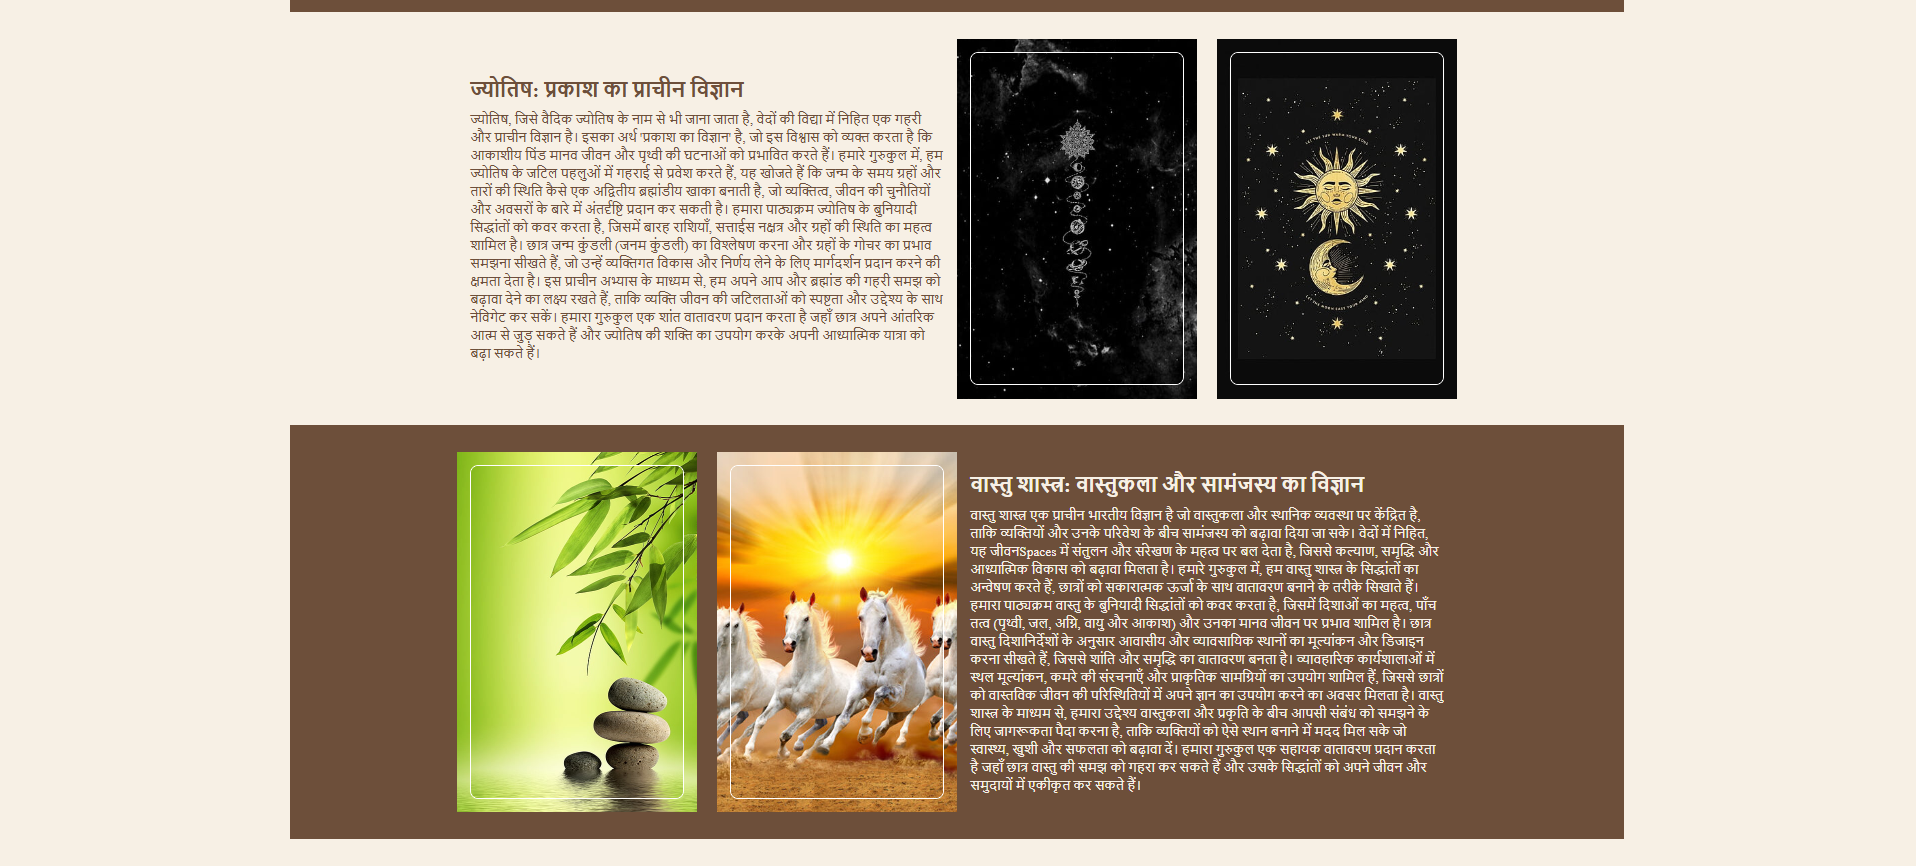 ज्योतिष: प्रकाश का प्राचीन विज्ञान
ज्योतिष, जिसे वैदिक ज्योतिष के नाम से भी जाना जाता है, वेदों की विद्या में निहित एक गहरी
और प्राचीन विज्ञान है। इसका अर्थ 'प्रकाश का विज्ञान' है, जो इस विश्वास को व्यक्त करता है कि
आकाशीय पिंड मानव जीवन और पृथ्वी की घटनाओं को प्रभावित करते हैं। हमारे गुरुकुल में, हम
ज्योतिष के जटिल पहलुओं में गहराई से प्रवेश करते हैं, यह खोजते हैं कि जन्म के समय ग्रहों और
तारों की स्थिति कैसे एक अद्वितीय ब्रह्मांडीय खाका बनाती है, जो व्यक्तित्व, जीवन की चुनौतियों
और अवसरों के बारे में अंतर्दृष्टि प्रदान कर सकती है। हमारा पाठ्यक्रम ज्योतिष के बुनियादी
सिद्धांतों को कवर करता है, जिसमें बारह राशियाँ, सत्ताईस नक्षत्र और ग्रहों की स्थिति का महत्व
शामिल है। छात्र जन्म कुंडली (जनम कुंडली) का विश्लेषण करना और ग्रहों के गोचर का प्रभाव
समझना सीखते हैं, जो उन्हें व्यक्तिगत विकास और निर्णय लेने के लिए मार्गदर्शन प्रदान करने की
क्षमता देता है। इस प्राचीन अभ्यास के माध्यम से, हम अपने आप और ब्रह्मांड की गहरी समझ को
बढ़ावा देने का लक्ष्य रखते हैं, ताकि व्यक्ति जीवन की जटिलताओं को स्पष्टता और उद्देश्य के साथ
नेविगेट कर सकें। हमारा गुरुकुल एक शांत वातावरण प्रदान करता है जहाँ छात्र अपने आंतरिक
आत्म से जुड़ सकते हैं और ज्योतिष की शक्ति का उपयोग करके अपनी आध्यात्मिक यात्रा को
बढ़ा सकते हैं।
LET THE SUN WARM YOUR SOUL
LET THE MOON EASE YOUR MIND
वास्तु शास्त्र: वास्तुकला और सामंजस्य का विज्ञान
वास्तु शास्त्र एक प्राचीन भारतीय विज्ञान है जो वास्तुकला और स्थानिक व्यवस्था पर केंद्रित है,
ताकि व्यक्तियों और उनके परिवेश के बीच सामंजस्य को बढ़ावा दिया जा सके। वेदों में निहित,
यह जीवनSpaces में संतुलन और संरेखण के महत्व पर बल देता है, जिससे कल्याण, समृद्धि और
आध्यात्मिक विकास को बढ़ावा मिलता है। हमारे गुरुकुल में, हम वास्तु शास्त्र के सिद्धांतों का
अन्वेषण करते हैं, छात्रों को सकारात्मक ऊर्जा के साथ वातावरण बनाने के तरीके सिखाते हैं।
हमारा पाठ्यक्रम वास्तु के बुनियादी सिद्धांतों को कवर करता है, जिसमें दिशाओं का महत्व, पाँच
तत्व (पृथ्वी, जल, अग्नि, वायु और आकाश) और उनका मानव जीवन पर प्रभाव शामिल है। छात्र
वास्तु दिशानिर्देशों के अनुसार आवासीय और व्यावसायिक स्थानों का मूल्यांकन और डिजाइन
करना सीखते हैं, जिससे शांति और समृद्धि का वातावरण बनता है। व्यावहारिक कार्यशालाओं में
स्थल मूल्यांकन, कमरे की संरचनाएँ और प्राकृतिक सामग्रियों का उपयोग शामिल हैं, जिससे छात्रों
को वास्तविक जीवन की परिस्थितियों में अपने ज्ञान का उपयोग करने का अवसर मिलता है। वास्तु
शास्त्र के माध्यम से, हमारा उद्देश्य वास्तुकला और प्रकृति के बीच आपसी संबंध को समझने के
लिए जागरूकता पैदा करना है, ताकि व्यक्तियों को ऐसे स्थान बनाने में मदद मिल सके जो
स्वास्थ्य, खुशी और सफलता को बढ़ावा दें। हमारा गुरुकुल एक सहायक वातावरण प्रदान करता
है जहाँ छात्र वास्तु की समझ को गहरा कर सकते हैं और उसके सिद्धांतों को अपने जीवन और
समुदायों में एकीकृत कर सकते हैं।